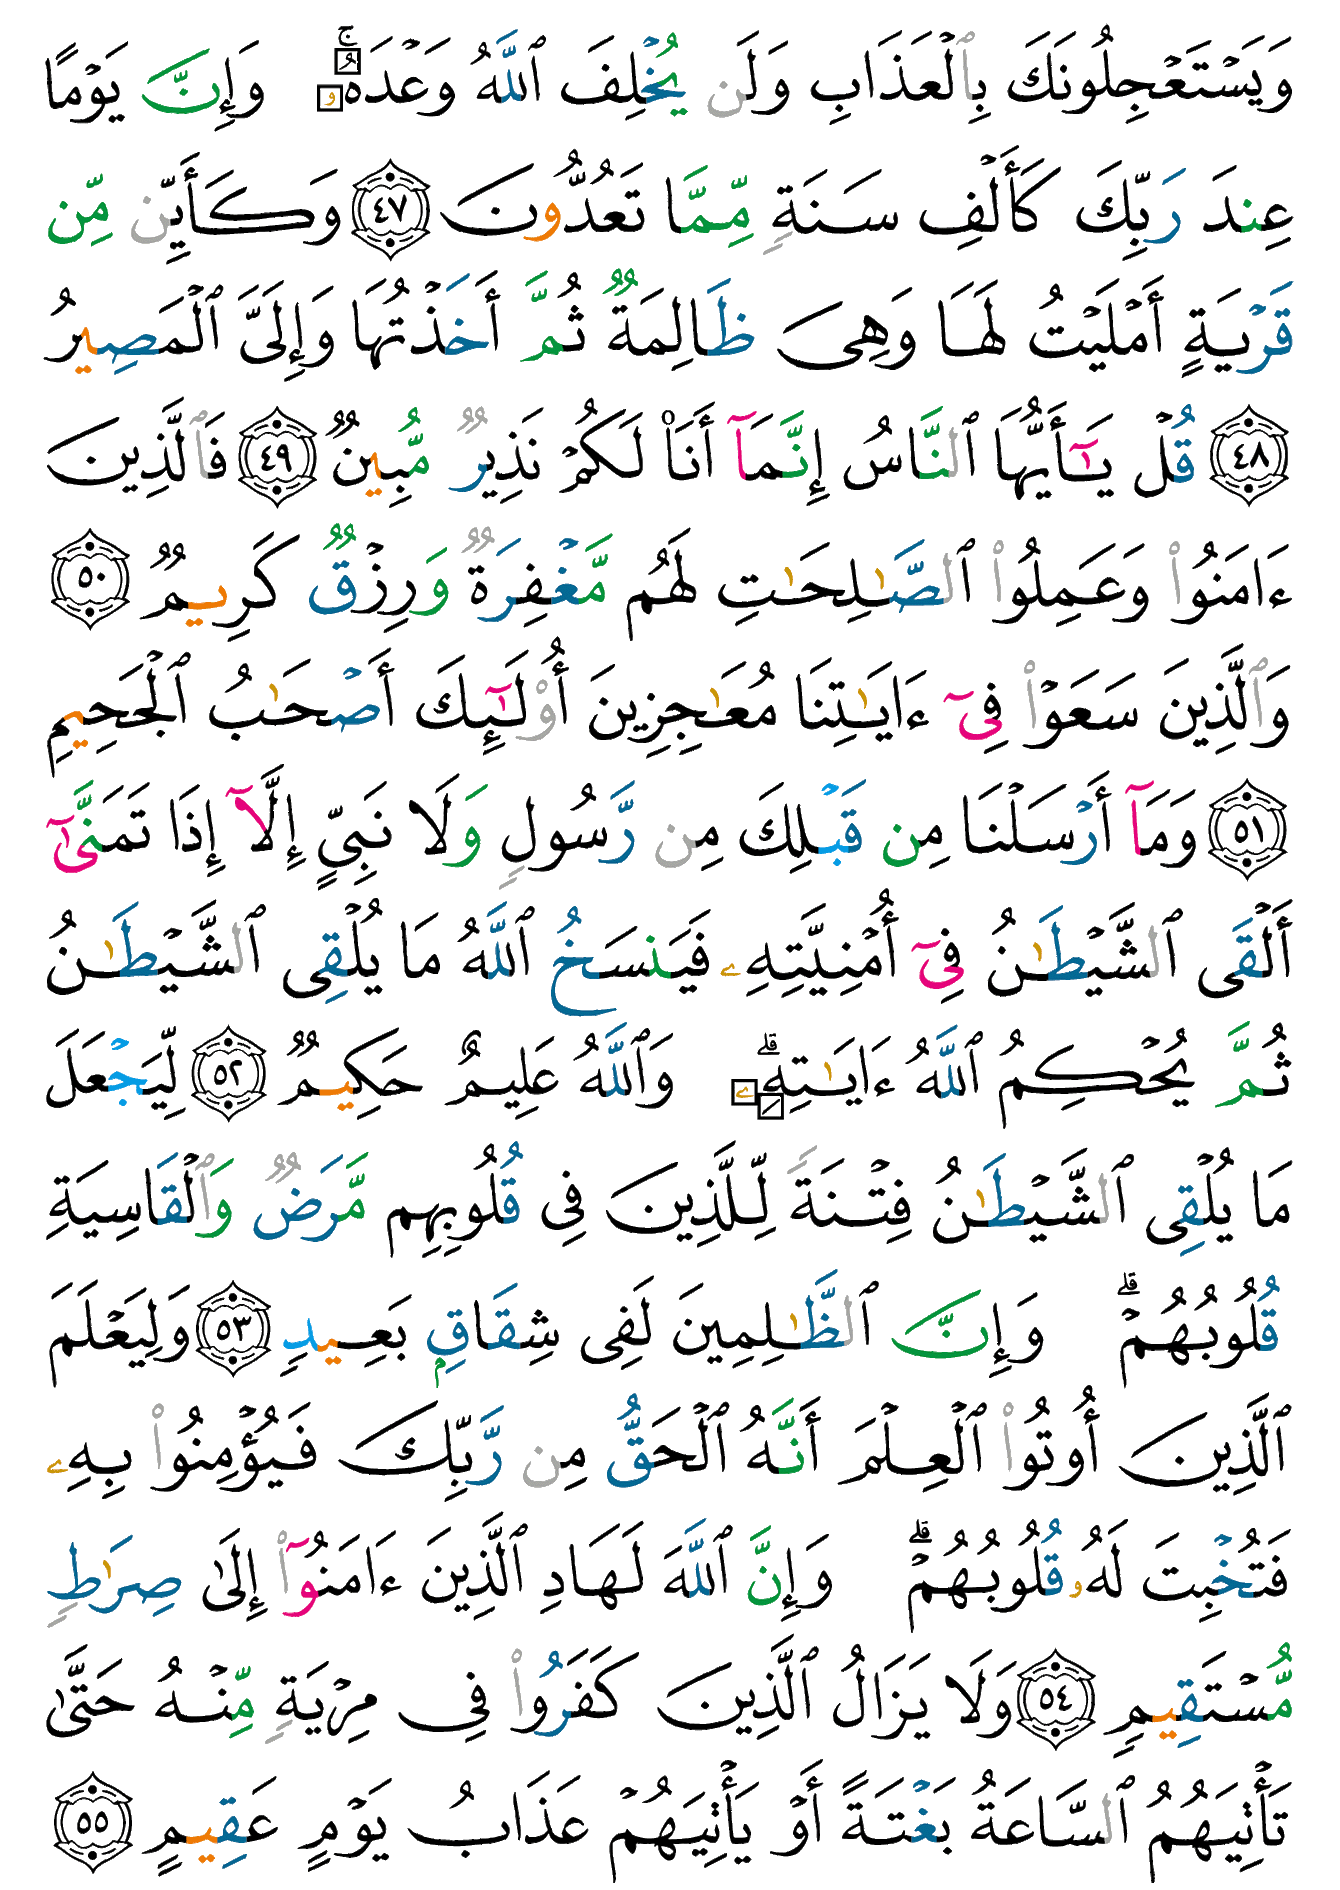 وَيَسْتَعْجِلُونَكَ بِٱلْعَذَابِ وَلَن يُخْلِفَ ٱللَّهُ وَعْدَهُۥ ۚ وَإِنَّ يَوْمًا
عِندَ رَبِّكَ كَأَلْفِ سَنَةٍ مِّمَّا تَعُدُّونَ ٤٧ وَكَأَيِّن مِّن
قَرْيَةٍ أَمْلَيْتُ لَهَا وَهِىَ ظَالِمَةٌ ثُمَّ أَخَذْتُهَا وَإِلَىَّ ٱلْمَصِيرُ
٤٨ قُلْ يَـٰٓأَيُّهَا ٱلنَّاسُ إِنَّمَآ أَنَا۠ لَكُمْ نَذِيرٌ مُّبِينٌ ٤٩ فَٱلَّذِينَ
ءَامَنُوا۟ وَعَمِلُوا۟ ٱلصَّـٰلِحَـٰتِ لَهُم مَّغْفِرَةٌ وَرِزْقٌ كَرِيمٌ ٥٠
وَٱلَّذِينَ سَعَوْا۟ فِىٓ ءَايَـٰتِنَا مُعَـٰجِزِينَ أُو۟لَـٰٓئِكَ أَصْحَـٰبُ ٱلْجَحِيمِ
٥١ وَمَآ أَرْسَلْنَا مِن قَبْلِكَ مِن رَّسُولٍ وَلَا نَبِىٍّ إِلَّآ إِذَا تَمَنَّىٰٓ
أَلْقَى ٱلشَّيْطَـٰنُ فِىٓ أُمْنِيَّتِهِۦ فَيَنسَخُ ٱللَّهُ مَا يُلْقِى ٱلشَّيْطَـٰنُ
ثُمَّ يُحْكِمُ ٱللَّهُ ءَايَـٰتِهِۦ ۗ وَٱللَّهُ عَلِيمٌ حَكِيمٌ ٥٢ لِّيَجْعَلَ
مَا يُلْقِى ٱلشَّيْطَـٰنُ فِتْنَةً لِّلَّذِينَ فِى قُلُوبِهِم مَّرَضٌ وَٱلْقَاسِيَةِ
قُلُوبُهُمْ ۗ وَإِنَّ ٱلظَّـٰلِمِينَ لَفِى شِقَاقٍۭ بَعِيدٍ ٥٣ وَلِيَعْلَمَ
ٱلَّذِينَ أُوتُوا۟ ٱلْعِلْمَ أَنَّهُ ٱلْحَقُّ مِن رَّبِّكَ فَيُؤْمِنُوا۟ بِهِۦ
فَتُخْبِتَ لَهُۥ قُلُوبُهُمْ ۗ وَإِنَّ ٱللَّهَ لَهَادِ ٱلَّذِينَ ءَامَنُوٓا۟ إِلَىٰ صِرَٰطٍ
مُّسْتَقِيمٍ ٥٤ وَلَا يَزَالُ ٱلَّذِينَ كَفَرُوا۟ فِى مِرْيَةٍ مِّنْهُ حَتَّىٰ
تَأْتِيَهُمُ ٱلسَّاعَةُ بَغْتَةً أَوْ يَأْتِيَهُمْ عَذَابُ يَوْمٍ عَقِيمٍ ٥٥